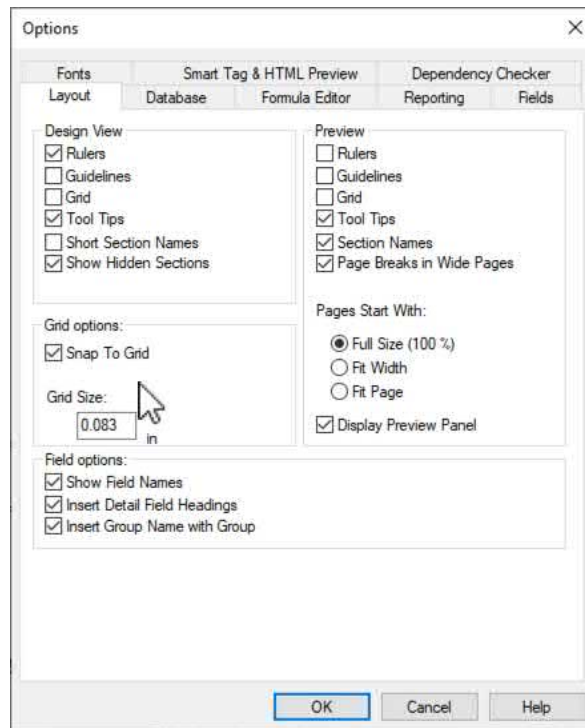 Options
Fonts Smart Tag & HTML Preview Dependency Checker
Layout Database Formula Editor Reporting Fields
Design View
Rulers
Guidelines
Grid
Tool Tips
Short Section Names
Show Hidden Sections
Preview
Rulers
Guidelines
Grid
Tool Tips
Section Names
Page Breaks in Wide Pages
Pages Start With:
Full Size (100 %)
Fit Width
Fit Page
Display Preview Panel
Grid options:
Snap To Grid
Grid Size:
0.083
in
Field options:
Show Field Names
Insert Detail Field Headings
Insert Group Name with Group
OK Cancel Help